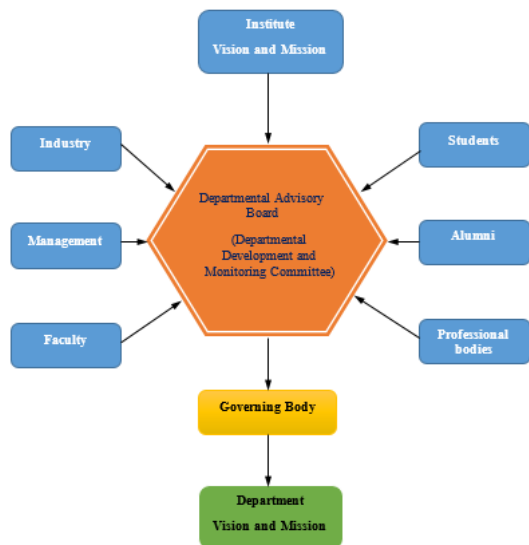 Institute
Vision and Mission
Industry
Students
Departmental Advisory
Board
(Departmental
Development and
Monitoring Committee)
Management
Alumni
Faculty
Professional
bodies
Governing Body
Department
Vision and Mission